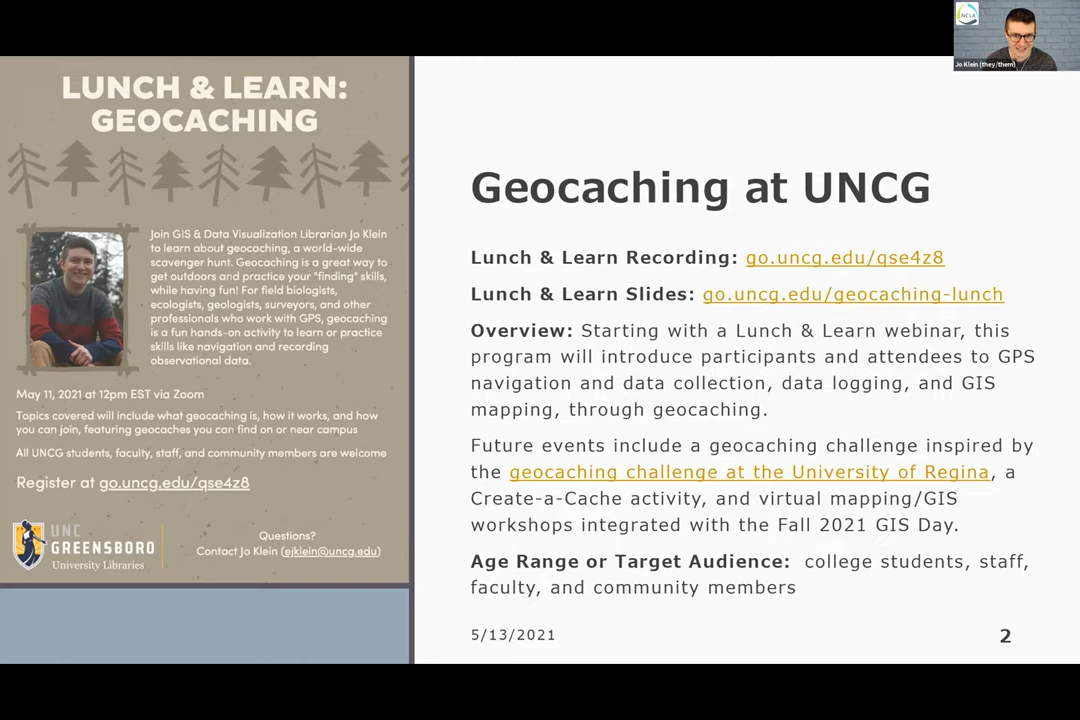 NCLA
Jo Klein (they/them)
LUNCH & LEARN:
GEOCACHING
Join GIS & Data Visualization Librarian Jo Klein
to learn about geocaching, a world-wide
scavenger hunt. Geocaching is a great way to
get outdoors and practice your "finding" skills,
while having fun! For field biologists,
ecologists, geologists, surveyors, and other
professionals who work with GPS, geocaching
is a fun hands-on activity to learn or practice
skills like navigation and recording
observational data.
May 11, 2021 at 12pm EST via Zoom
Topics covered will include what geocaching is, how it works, and how
you can join, featuring geocaches you can find on or near campus
All UNCG students, faculty, staff, and community members are welcome
Register at go.uncg.edu/qse4z8
UNC
GREENSBORO
University Libraries
Questions?
Contact Jo Klein (ejklein@uncg.edu)
Geocaching at UNCG
Lunch & Learn Recording: go.uncg.edu/qse4z8
Lunch & Learn Slides: go.uncg.edu/geocaching-lunch
Overview: Starting with a Lunch & Learn webinar, this
program will introduce participants and attendees to GPS
navigation and data collection, data logging, and GIS
mapping, through geocaching.
Future events include a geocaching challenge inspired by
the geocaching challenge at the University of Regina, a
Create-a-Cache activity, and virtual mapping/GIS
workshops integrated with the Fall 2021 GIS Day.
Age Range or Target Audience: college students, staff,
faculty, and community members
5/13/2021
2